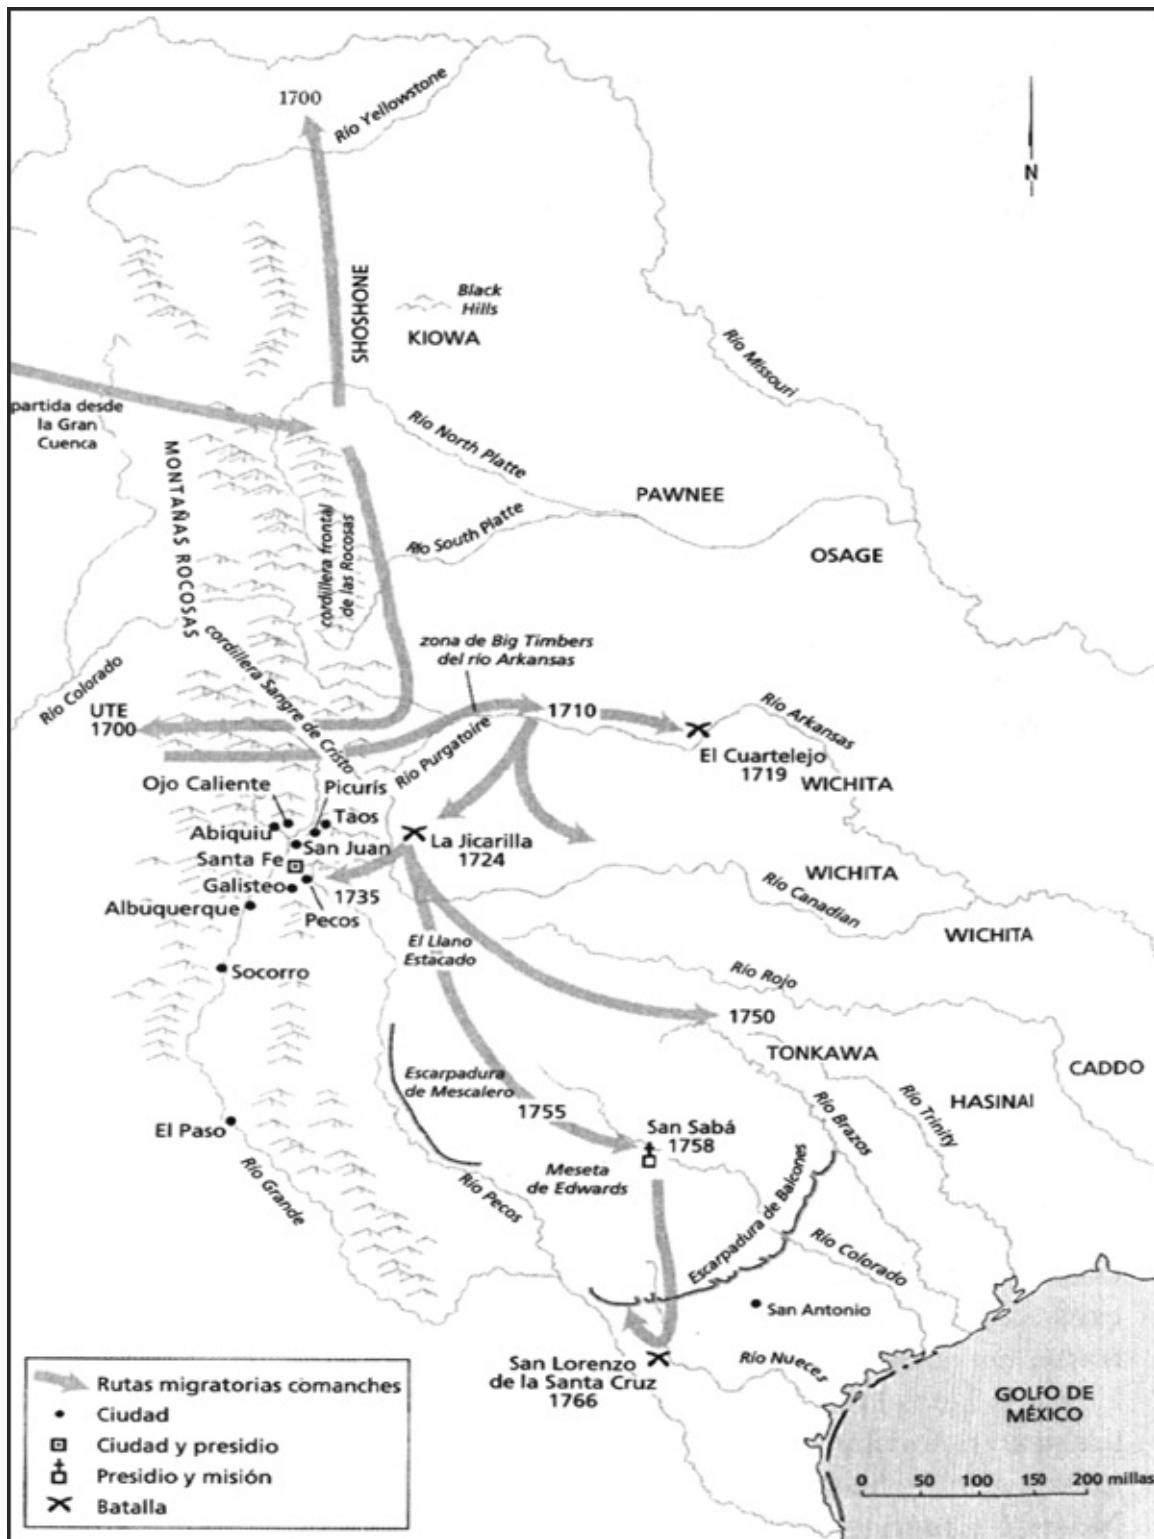 1700
Río Yellowstone
N
SHOSHONE
Black
Hills
KIOWA
Río Missouri
partida desde
la Gran
Cuenca
Río North Platte
MONTAÑAS ROCOSAS
PAWNEE
Río South Platte
cordillera frontal
de las Rocosas
OSAGE
cordillera Sangre de Cristo
zona de Big Timbers
del río Arkansas
Río Colorado
UTE
1700
1710
Río Arkansas
Río Purgatoire
El Cuartelejo
1719
WICHITA
Ojo Caliente
Picurís
Taos
Abiquiu
San Juan
La Jicarilla
1724
Santa Fe
Galisteo
1735
WICHITA
Río Canadian
Albuquerque
Pecos
WICHITA
El Llano
Estacado
Socorro
Río Rojo
1750
TONKAWA
CADDO
Escarpadura
de Mescalero
HASINAI
Río Brazos
Río Trinity
1755
San Sabá
1758
El Paso
Río Grande
Meseta
de Edwards
Río Pecos
Escarpadura de Balcones
Río Colorado
San Antonio
San Lorenzo
de la Santa Cruz
1766
Río Nueces
GOLFO DE
MÉXICO
Rutas migratorias comanches
Ciudad
Ciudad y presidio
Presidio y misión
Batalla
0 50 100 150 200 millas